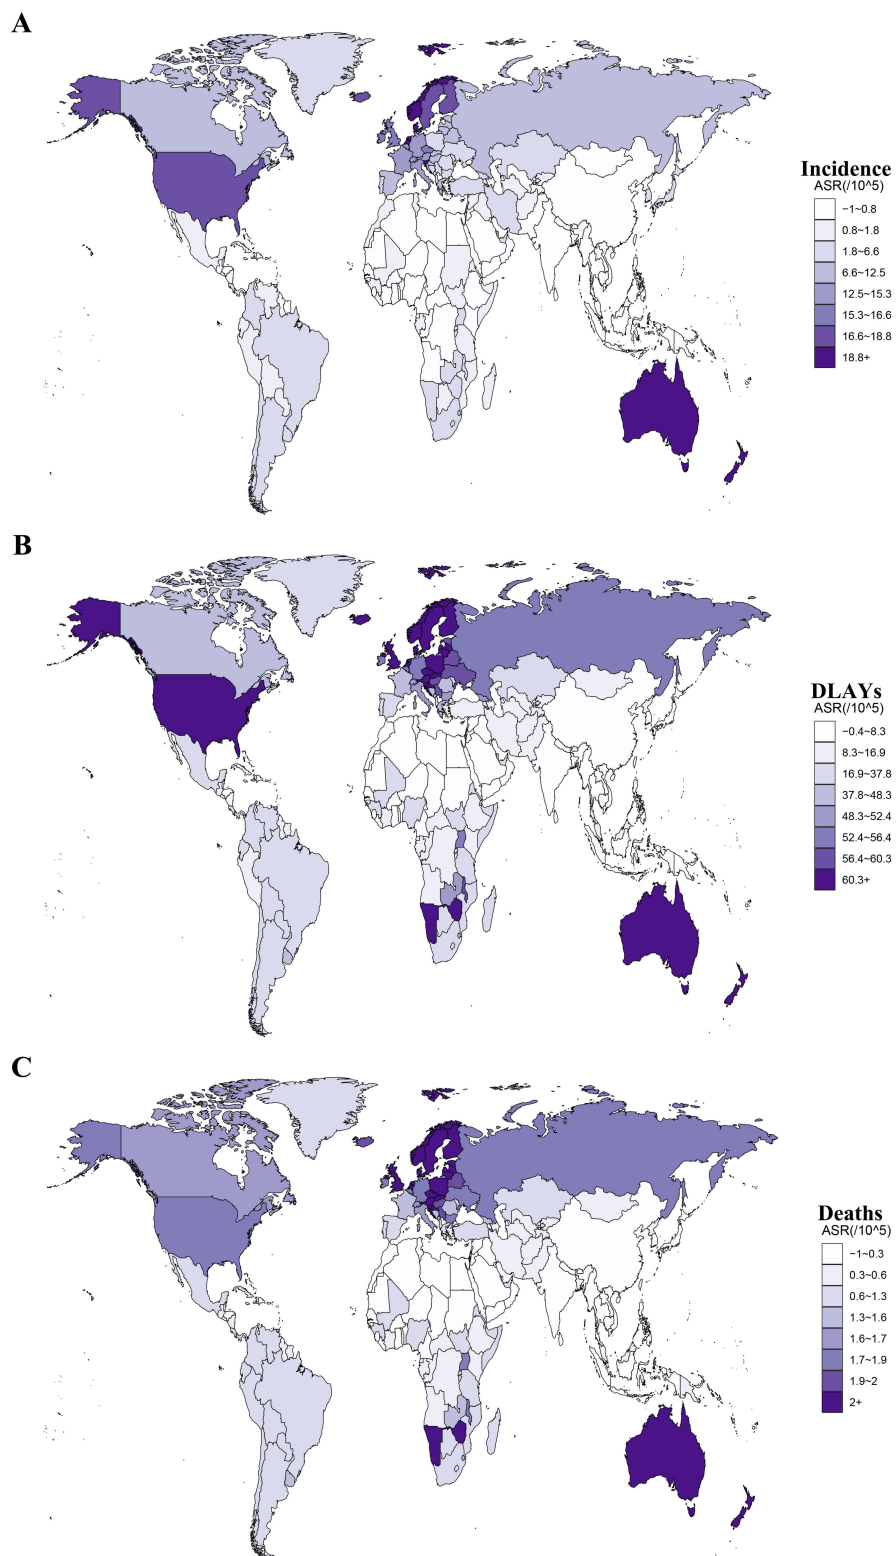 A
Incidence
ASR(/10^5)
−1~0.8
0.8~1.8
1.8~6.6
6.6~12.5
12.5~15.3
15.3~16.6
16.6~18.8
18.8+
B
DLAYs
ASR(/10^5)
−0.4~8.3
8.3~16.9
16.9~37.8
37.8~48.3
48.3~52.4
52.4~56.4
56.4~60.3
60.3+
C
Deaths
ASR(/10^5)
−1~0.3
0.3~0.6
0.6~1.3
1.3~1.6
1.6~1.7
1.7~1.9
1.9~2
2+